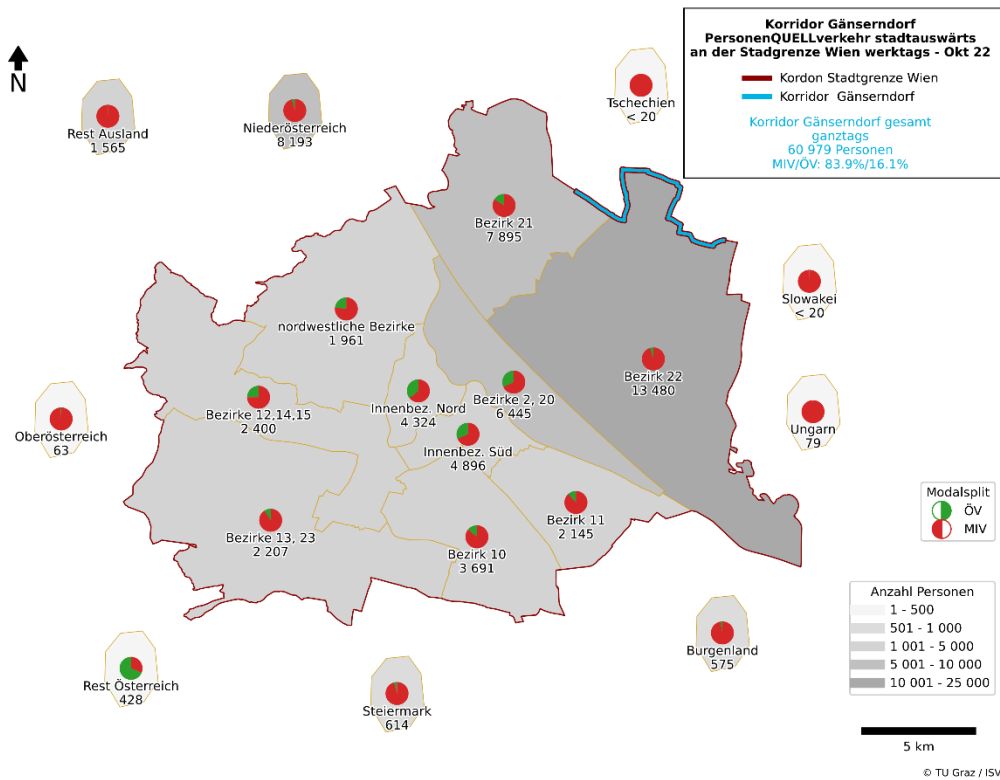 Korridor Gänserndorf
PersonenQUELLverkehr stadtauswärts
an der Stadgrenze Wien werktags - Okt 22
Kordon Stadtgrenze Wien
Korridor Gänserndorf
Korridor Gänserndorf gesamt
ganztags
60 979 Personen
MIV/ÖV: 83.9%/16.1%
N
Rest Ausland
1 565
Niederösterreich
8 193
Tschechien
< 20
Bezirk 21
7 895
Slowakei
< 20
nordwestliche Bezirke
1 961
Bezirk 22
13 480
Bezirke 2, 20
6 445
Innenbez. Nord
4 324
Bezirke 12,14,15
2 400
Oberösterreich
63
Ungarn
79
Innenbez. Süd
4 896
Bezirk 11
2 145
Bezirke 13, 23
2 207
Bezirk 10
3 691
Modalsplit
ÖV
MIV
Anzahl Personen
1 - 500
501 - 1 000
1 001 - 5 000
5 001 - 10 000
10 001 - 25 000
Burgenland
575
Rest Österreich
428
Steiermark
614
5 km
© TU Graz / ISV